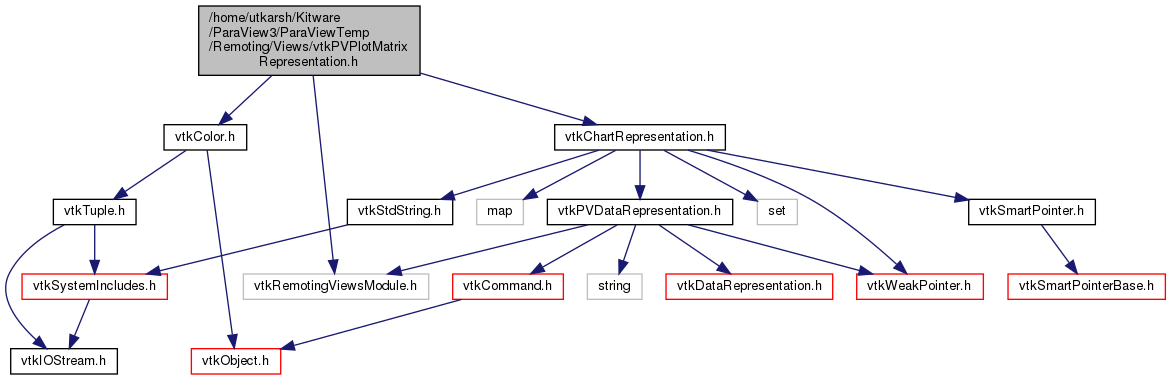 /home/utkarsh/Kitware
/ParaView3/ParaViewTemp
/Remoting/Views/vtkPVPlotMatrix
Representation.h
vtkColor.h
vtkChartRepresentation.h
vtkTuple.h
vtkStdString.h
map
vtkPVDataRepresentation.h
set
vtkSmartPointer.h
vtkSystemIncludes.h
vtkRemotingViewsModule.h
vtkCommand.h
string
vtkDataRepresentation.h
vtkWeakPointer.h
vtkSmartPointerBase.h
vtkIOStream.h
vtkObject.h